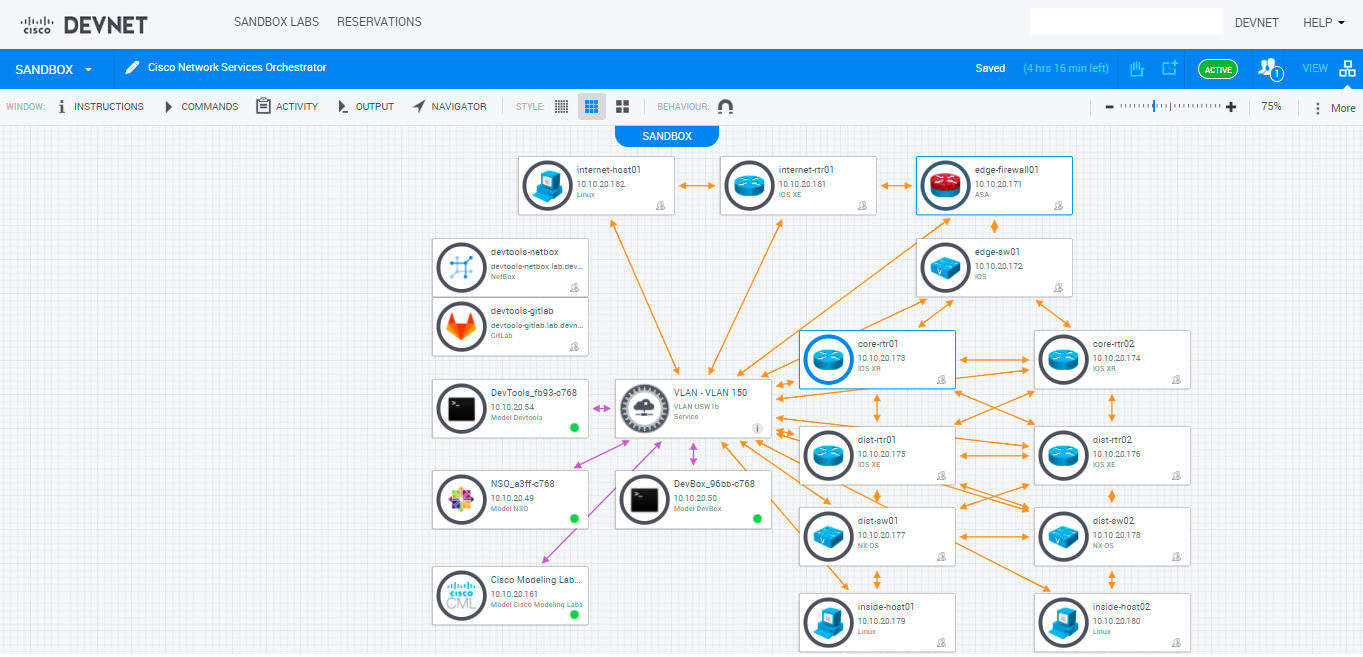 CISCO DEVNET SANDBOX LABS RESERVATIONS DEVNET HELP
SANDBOX Cisco Network Services Orchestrator Saved (4 hrs 16 min left) ACTIVE 1 VIEW
WINDOW: INSTRUCTIONS COMMANDS ACTIVITY OUTPUT NAVIGATOR STYLE: BEHAVIOUR: 75% More
SANDBOX
internet-host01
10.10.20.182
Linux
internet-rtr01
10.10.20.181
IOS XE
edge-firewall01
10.10.20.171
ASA
devtools-netbox
devtools-netbox.lab.dev...
NetBox
edge-sw01
10.10.20.172
IOS
devtools-gitlab
devtools-gitlab.lab.devn...
GitLab
core-rtr01
10.10.20.173
IOS XR
core-rtr02
10.10.20.174
IOS XR
DevTools_fb93-c768
10.10.20.54
Model Devtools
VLAN - VLAN 150
VLAN USW1b
Service
dist-rtr01
10.10.20.175
IOS XE
dist-rtr02
10.10.20.176
IOS XE
NSO_a3ff-c768
10.10.20.49
Model NSO
DevBox_96bb-c768
10.10.20.50
Model DevBox
dist-sw01
10.10.20.177
NX-OS
dist-sw02
10.10.20.178
NX-OS
CISCO
CML
Cisco Modeling Lab...
10.10.20.161
Model Cisco Modeling Labs
inside-host01
10.10.20.179
Linux
inside-host02
10.10.20.180
Linux